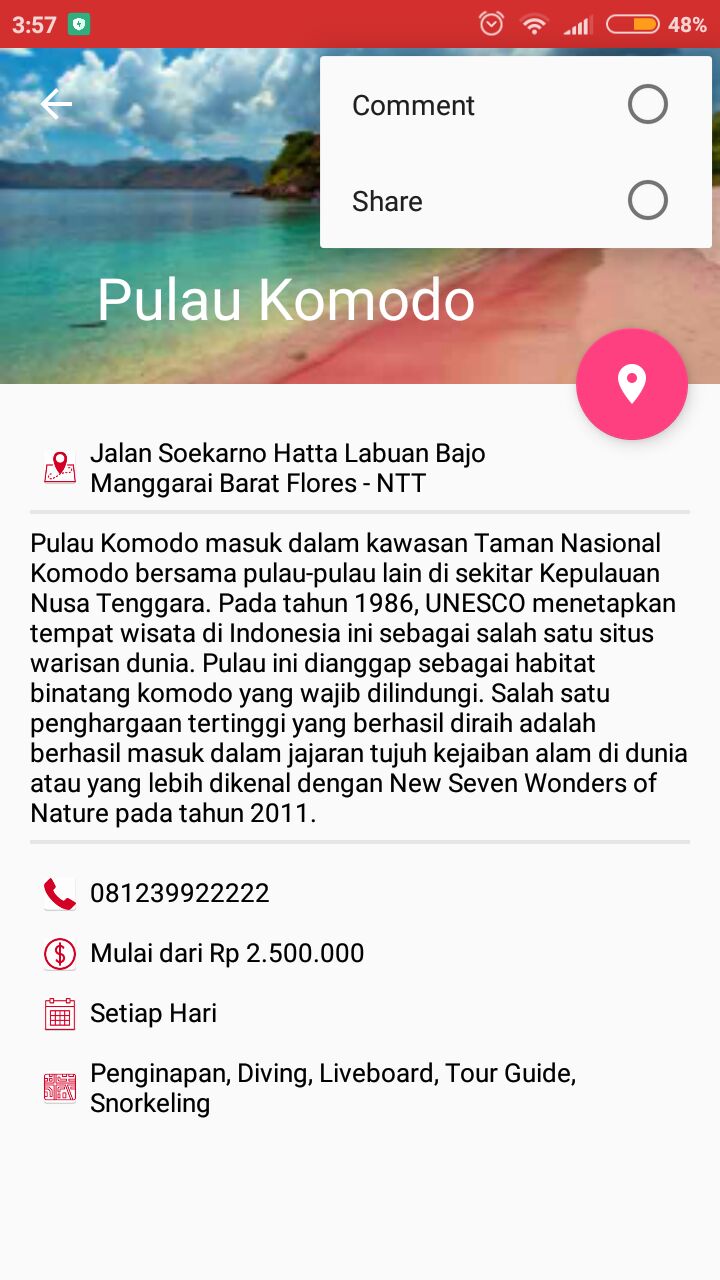 3:57
48%
Comment
Share
Pulau Komodo
Jalan Soekarno Hatta Labuan Bajo
Manggarai Barat Flores - NTT
Pulau Komodo masuk dalam kawasan Taman Nasional
Komodo bersama pulau-pulau lain di sekitar Kepulauan
Nusa Tenggara. Pada tahun 1986, UNESCO menetapkan
tempat wisata di Indonesia ini sebagai salah satu situs
warisan dunia. Pulau ini dianggap sebagai habitat
binatang komodo yang wajib dilindungi. Salah satu
penghargaan tertinggi yang berhasil diraih adalah
berhasil masuk dalam jajaran tujuh kejaiban alam di dunia
atau yang lebih dikenal dengan New Seven Wonders of
Nature pada tahun 2011.
081239922222
Mulai dari Rp 2.500.000
Setiap Hari
Penginapan, Diving, Liveboard, Tour Guide,
Snorkeling